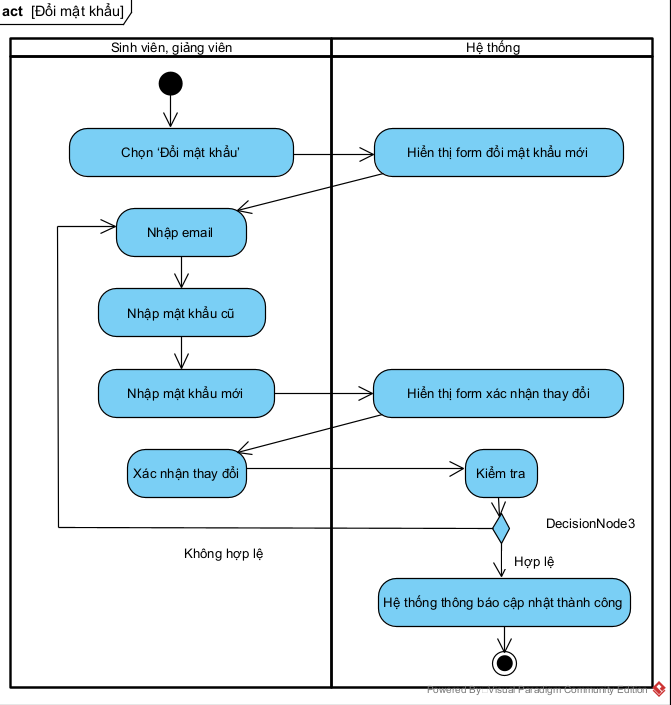 act [Đổi mật khẩu]
Sinh viên, giảng viên
Hệ thống
Chọn 'Đổi mật khẩu'
Hiển thị form đổi mật khẩu mới
Nhập email
Nhập mật khẩu cũ
Nhập mật khẩu mới
Hiển thị form xác nhận thay đổi
Xác nhận thay đổi
Kiểm tra
DecisionNode3
Không hợp lệ
Hợp lệ
Hệ thống thông báo cập nhật thành công
Powered By Visual Paradigm Community Edition